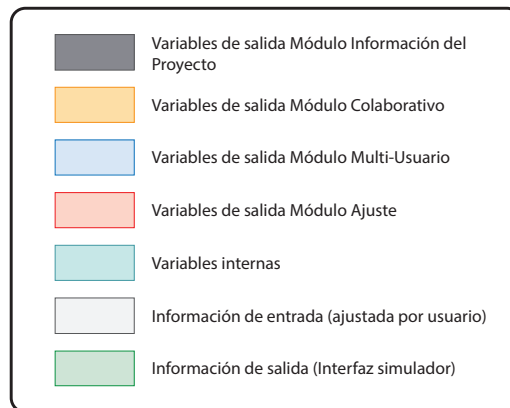 Variables de salida Módulo Información del
Proyecto
Variables de salida Módulo Colaborativo
Variables de salida Módulo Multi-Usuario
Variables de salida Módulo Ajuste
Variables internas
Información de entrada (ajustada por usuario)
Información de salida (Interfaz simulador)